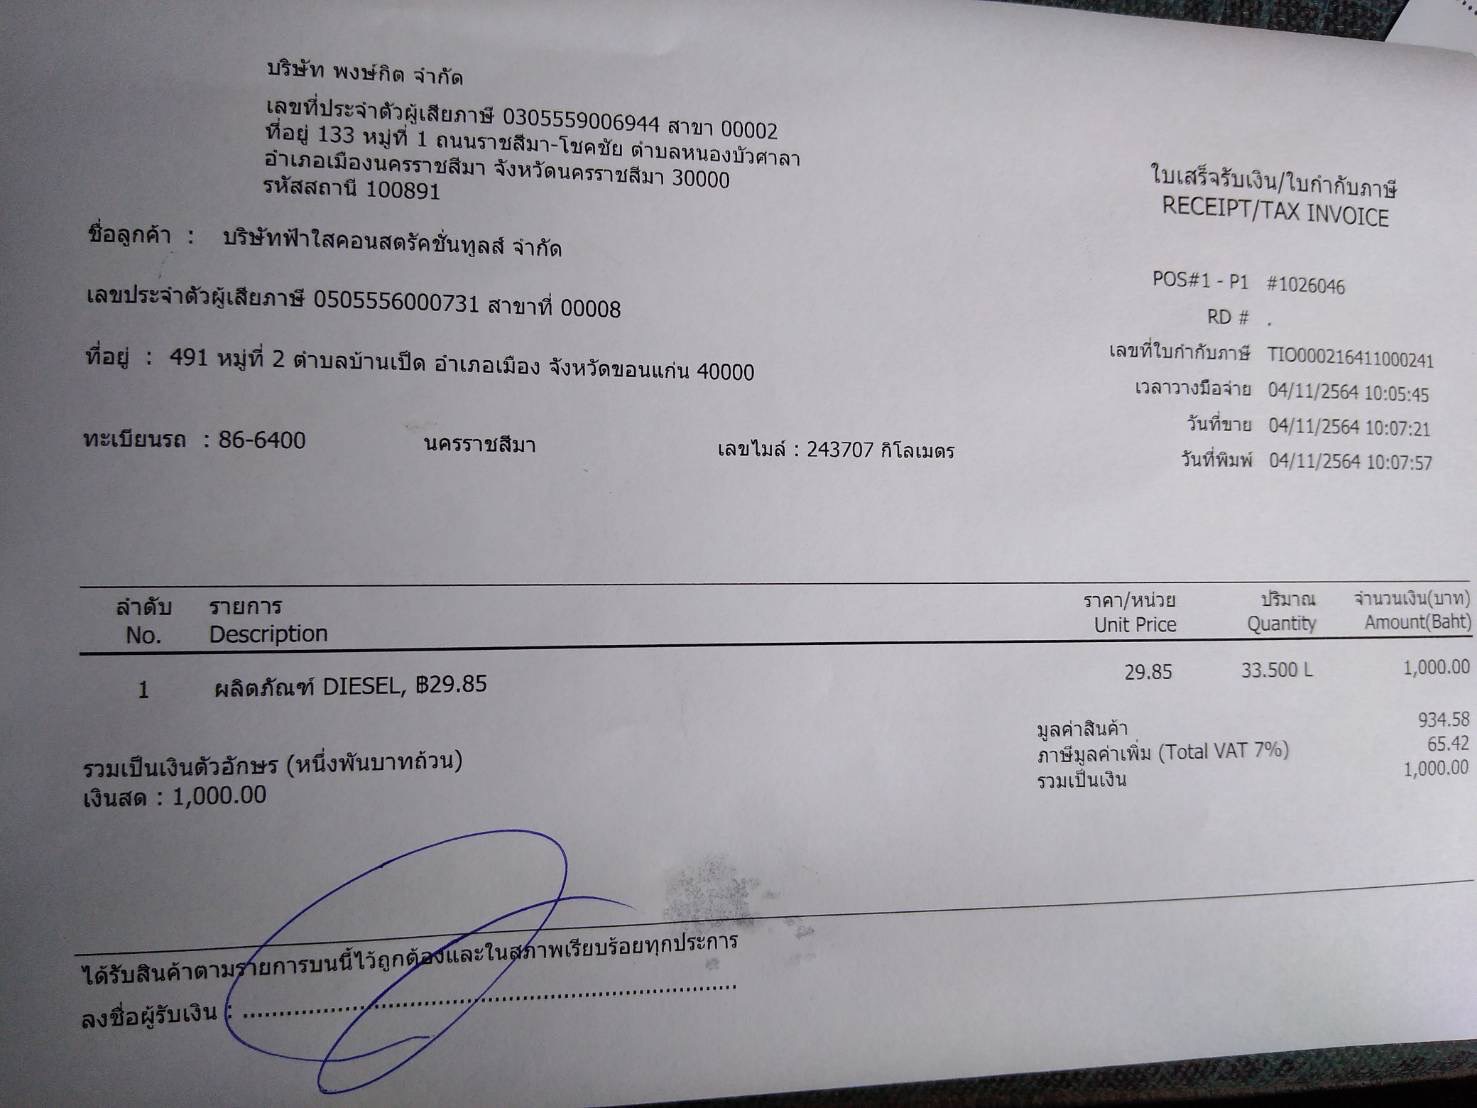 บริษัท พงษ์กิต จำกัด
เลขที่ประจำตัวผู้เสียภาษี 0305559006944 สาขา 00002
ที่อยู่ 133 หมู่ที่ 1 ถนนราชสีมา-โชคชัย ตำบลหนองบัวศาลา
อำเภอเมืองนครราชสีมา จังหวัดนครราชสีมา 30000
รหัสสถานี 100891
ใบเสร็จรับเงิน/ใบกำกับภาษี
RECEIPT/TAX INVOICE
ชื่อลูกค้า : บริษัทฟ้าใสคอนสตรัคชั่นทูลส์ จำกัด
เลขประจำตัวผู้เสียภาษี 0505556000731 สาขาที่ 00008
ที่อยู่ : 491 หมู่ที่ 2 ตำบลบ้านเป็ด อำเภอเมือง จังหวัดขอนแก่น 40000
ทะเบียนรถ : 86-6400 นครราชสีมา เลขไมล์ : 243707 กิโลเมตร
POS#1 - P1 #1026046
RD # .
เลขที่ใบกำกับภาษี TIO000216411000241
เวลาวางมือจ่าย 04/11/2564 10:05:45
วันที่ขาย 04/11/2564 10:07:21
วันที่พิมพ์ 04/11/2564 10:07:57
ลำดับ รายการ ราคา/หน่วย ปริมาณ จำนวนเงิน(บาท)
No. Description Unit Price Quantity Amount(Baht)
1 ผลิตภัณฑ์ DIESEL, ฿29.85 29.85 33.500 L 1,000.00
มูลค่าสินค้า 934.58
ภาษีมูลค่าเพิ่ม (Total VAT 7%) 65.42
รวมเป็นเงิน 1,000.00
รวมเป็นเงินตัวอักษร (หนึ่งพันบาทถ้วน)
เงินสด : 1,000.00
ได้รับสินค้าตามรายการบนนี้ไว้ถูกต้องและในสภาพเรียบร้อยทุกประการ
ลงชื่อผู้รับเงิน : ........................................................................